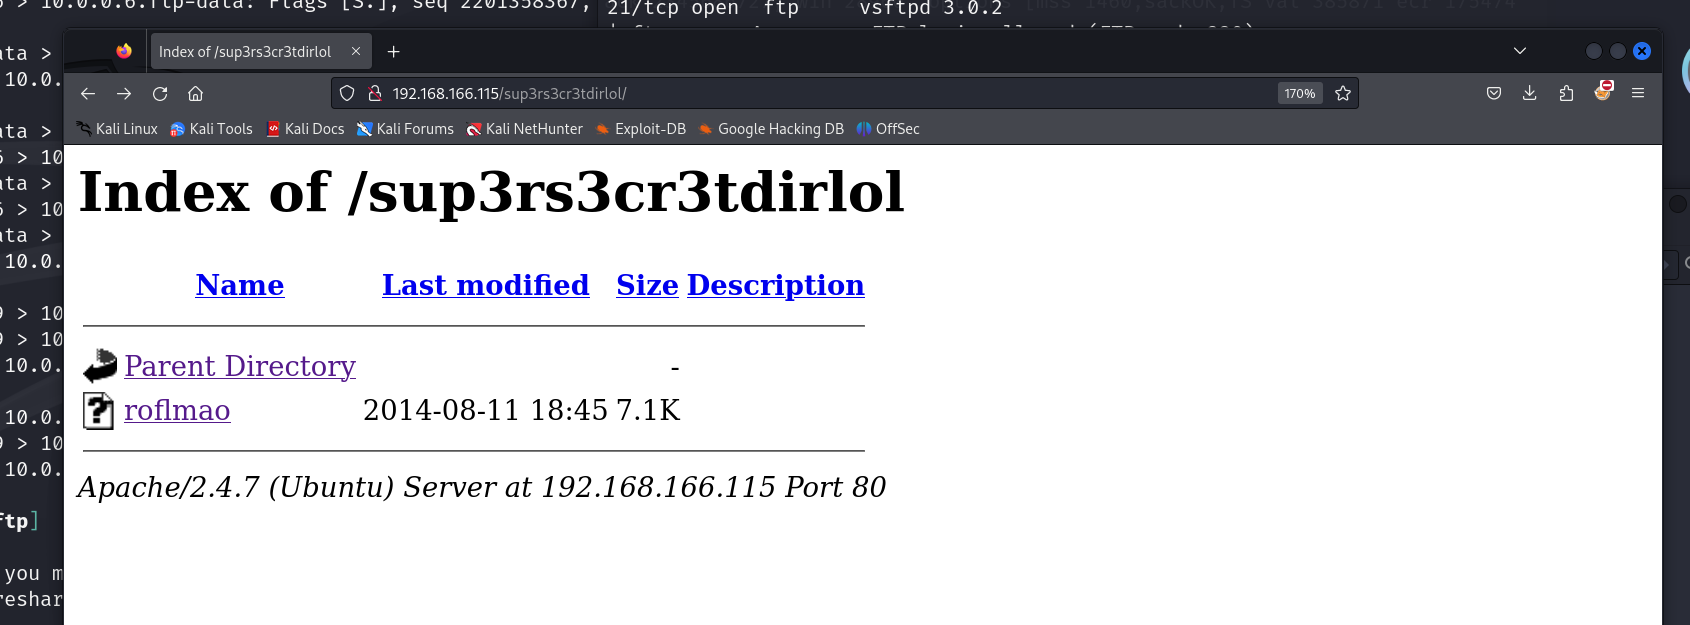 10.0.0.6.ftp-data: Flags [S.], seq 2201358367,
21/tcp open ftp vsftpd 3.0.2
Index of /sup3rs3cr3tdirlol
ata >
10.0.
192.168.166.115/sup3rs3cr3tdirlol/
170%
Kali Linux Kali Tools Kali Docs Kali Forums Kali NetHunter Exploit-DB Google Hacking DB OffSec
ata >
> 10
ata >
> 10
ata >
10.0.
> 10
> 10
10.0.
10.0.
> 10
10.0.
ftp]
you m
reshar
Index of /sup3rs3cr3tdirlol
Name Last modified Size Description
Parent Directory -
roflmao 2014-08-11 18:45 7.1K
Apache/2.4.7 (Ubuntu) Server at 192.168.166.115 Port 80